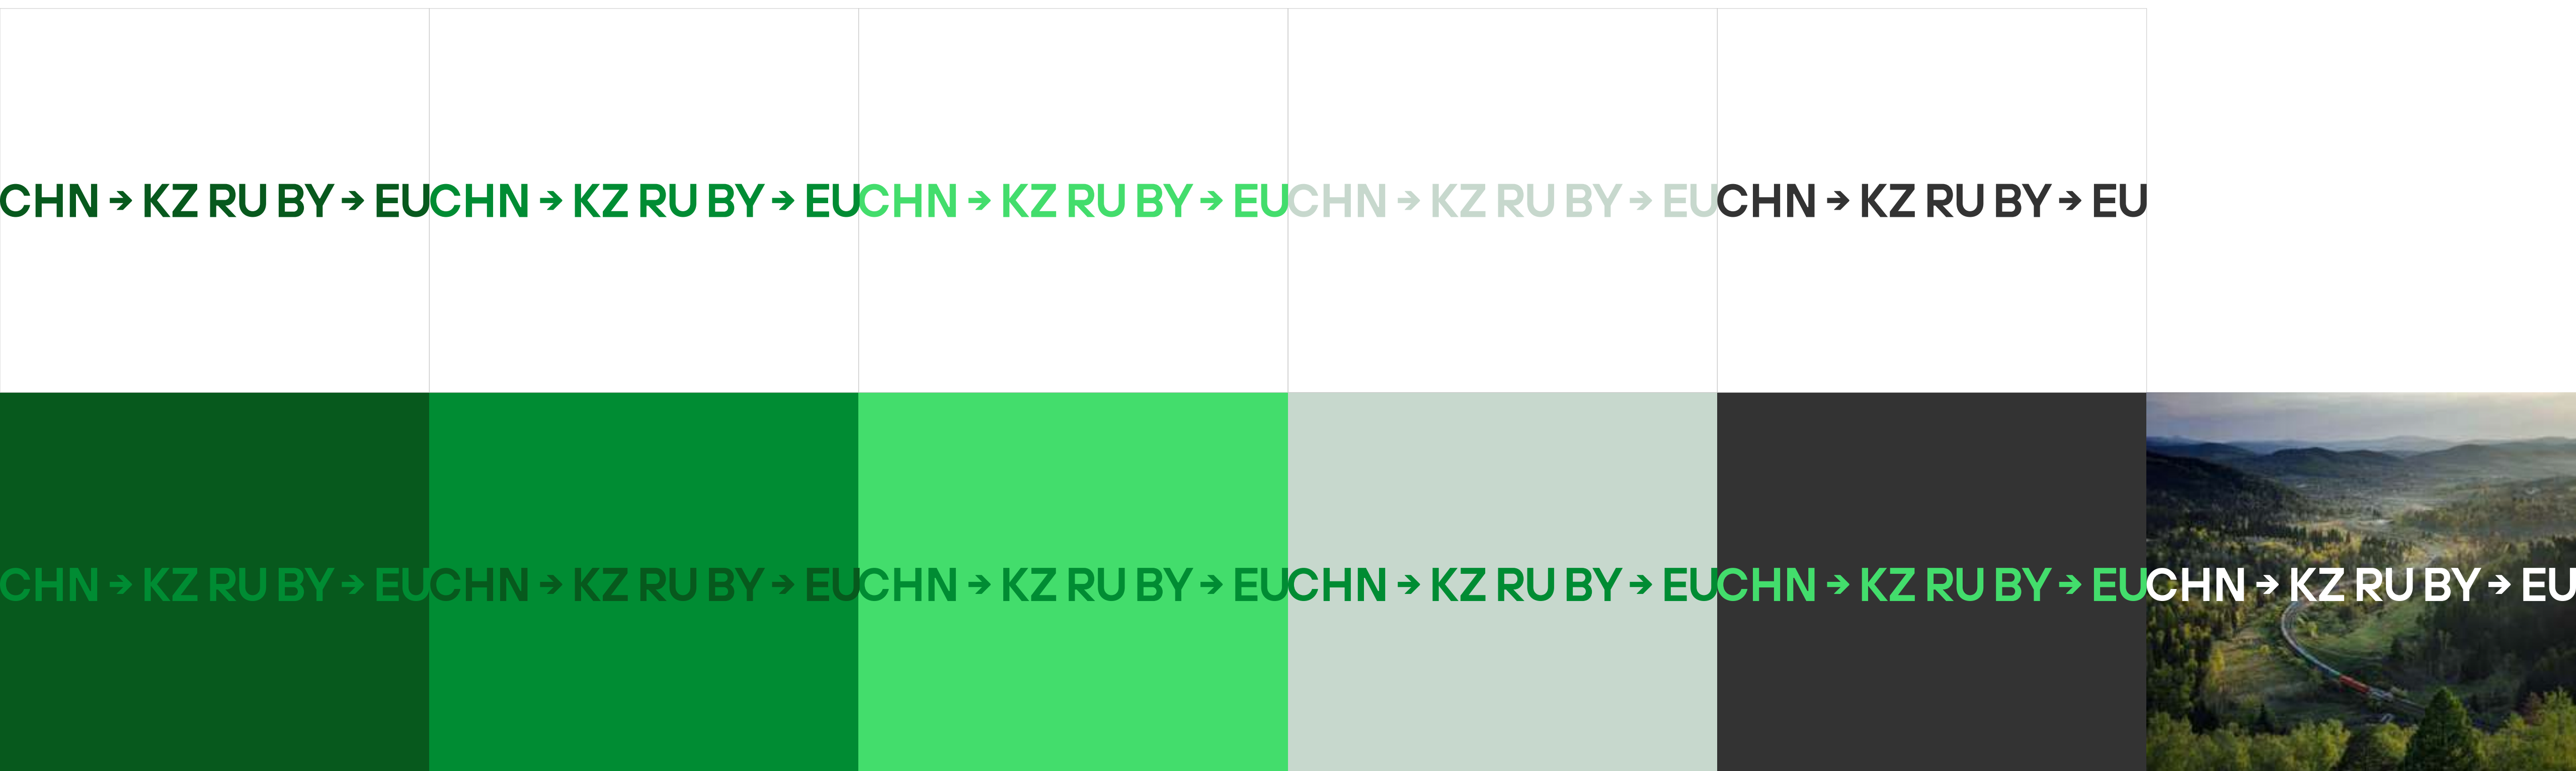 CHN → KZ RU BY → EU CHN → KZ RU BY → EU CHN → KZ RU BY → EU CHN → KZ RU BY → EU CHN → KZ RU BY → EU
CHN → KZ RU BY → EU CHN → KZ RU BY → EU CHN → KZ RU BY → EU CHN → KZ RU BY → EU CHN → KZ RU BY → EU CHN → KZ RU BY → EU